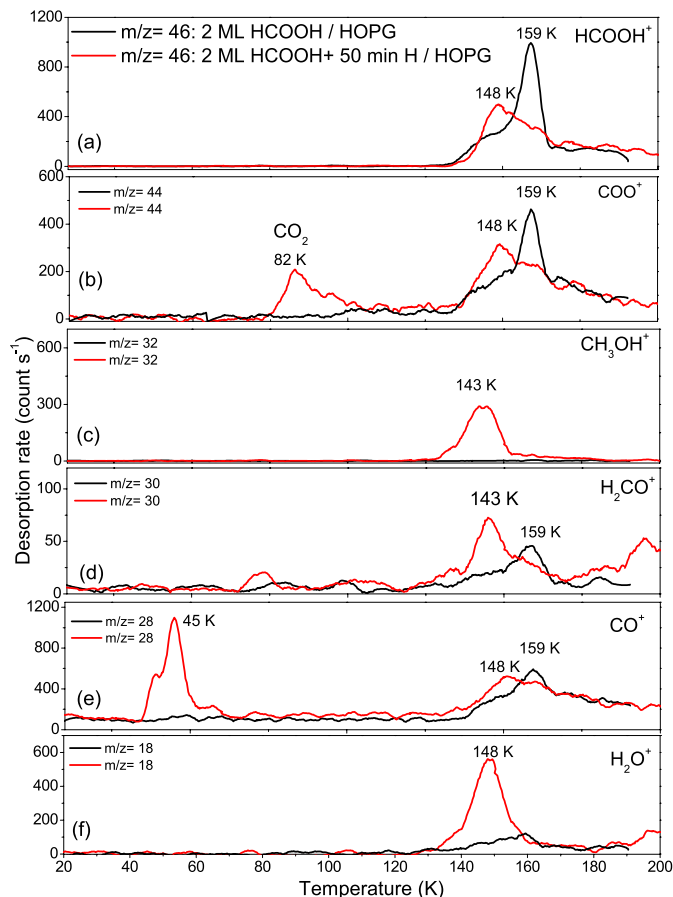 1200
800
400
0
m/z= 46: 2 ML HCOOH / HOPG
m/z= 46: 2 ML HCOOH+ 50 min H / HOPG
159 K
HCOOH⁺
148 K
(a)
600
400
200
0
m/z= 44
m/z= 44
159 K
COO⁺
148 K
CO₂
82 K
(b)
600
300
0
m/z= 32
m/z= 32
CH₃OH⁺
143 K
(c)
Desorption rate (count s⁻¹)
100
50
0
m/z= 30
m/z= 30
H₂CO⁺
143 K
159 K
(d)
1200
800
400
0
m/z= 28
m/z= 28
45 K
CO⁺
159 K
148 K
(e)
600
400
200
0
m/z= 18
m/z= 18
148 K
H₂O⁺
(f)
20 40 60 80 100 120 140 160 180 200
Temperature (K)